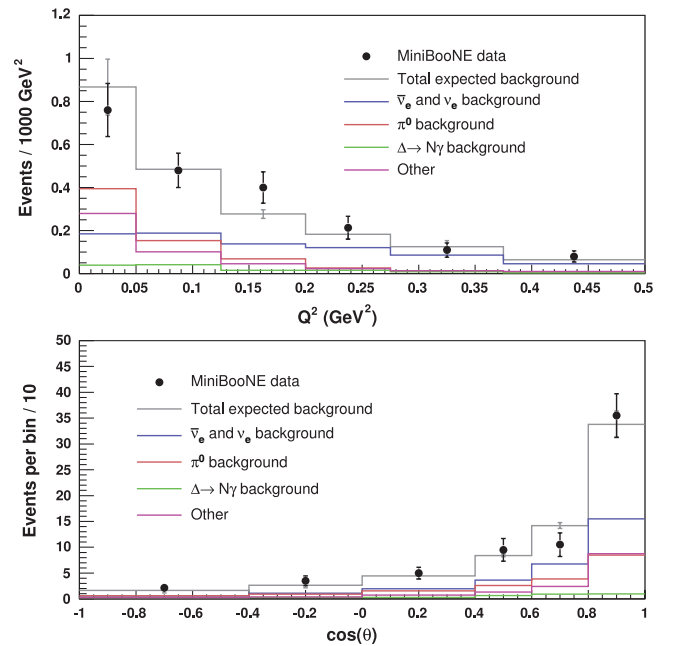 Events / 1000 GeV²
1.2
1
0.8
0.6
0.4
0.2
0
MiniBooNE data
Total expected background
ν̅e and νe background
π⁰ background
Δ→ Nγ background
Other
0 0.05 0.1 0.15 0.2 0.25 0.3 0.35 0.4 0.45 0.5
Q² (GeV²)
Events per bin / 10
50
45
40
35
30
25
20
15
10
5
0
MiniBooNE data
Total expected background
ν̅e and νe background
π⁰ background
Δ→ Nγ background
Other
-1 -0.8 -0.6 -0.4 -0.2 -0 0.2 0.4 0.6 0.8 1
cos(θ)